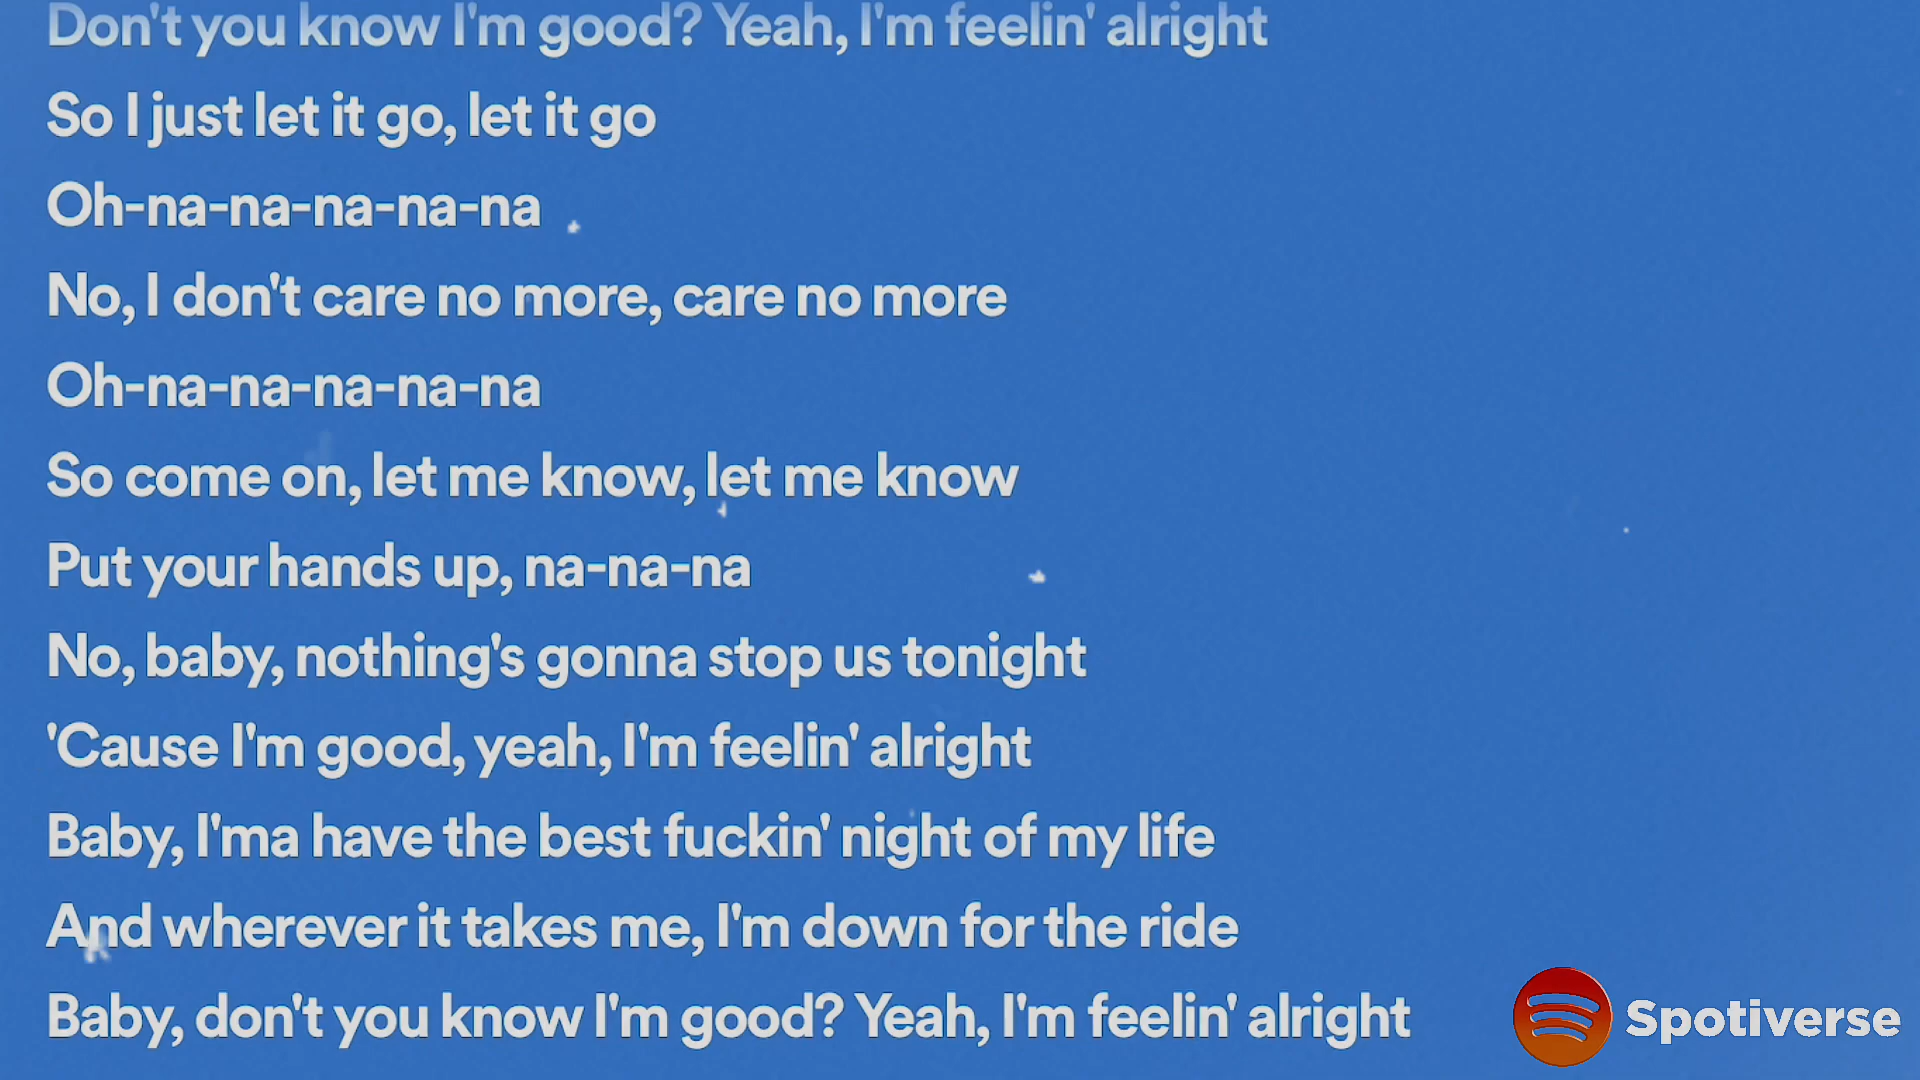 Don't you know I'm good? Yeah, I'm feelin' alright
So I just let it go, let it go
Oh-na-na-na-na-na
No, I don't care no more, care no more
Oh-na-na-na-na-na
So come on, let me know, let me know
Put your hands up, na-na-na
No, baby, nothing's gonna stop us tonight
'Cause I'm good, yeah, I'm feelin' alright
Baby, I'ma have the best fuckin' night of my life
And wherever it takes me, I'm down for the ride
Baby, don't you know I'm good? Yeah, I'm feelin' alright
Spotiverse